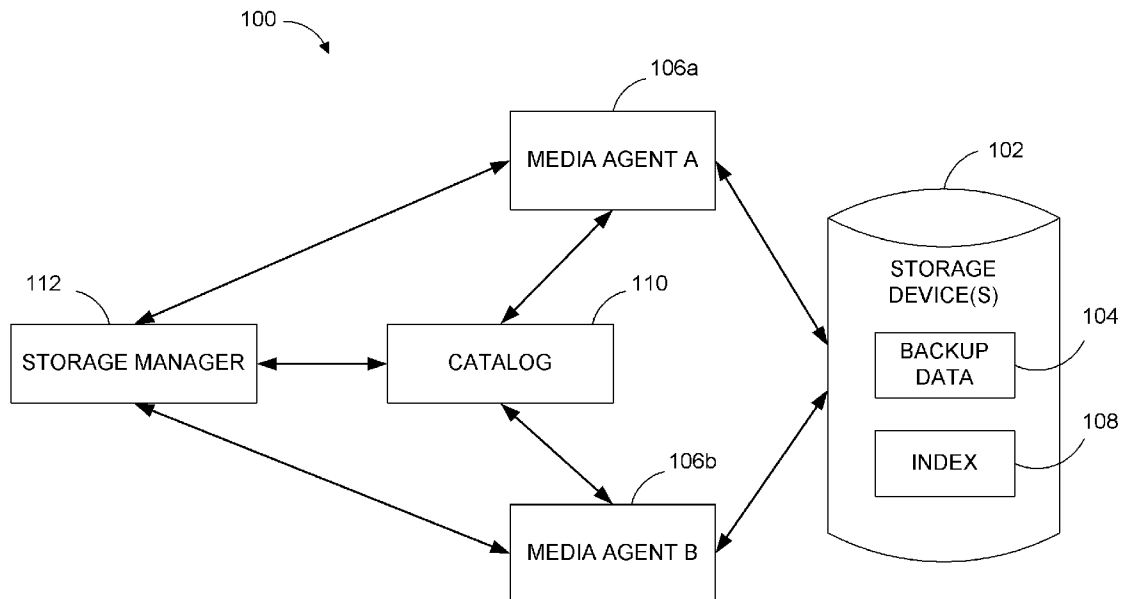 100
106a
MEDIA AGENT A
102
STORAGE
DEVICE(S)
112
110
104
STORAGE MANAGER
CATALOG
BACKUP
DATA
108
INDEX
106b
MEDIA AGENT B